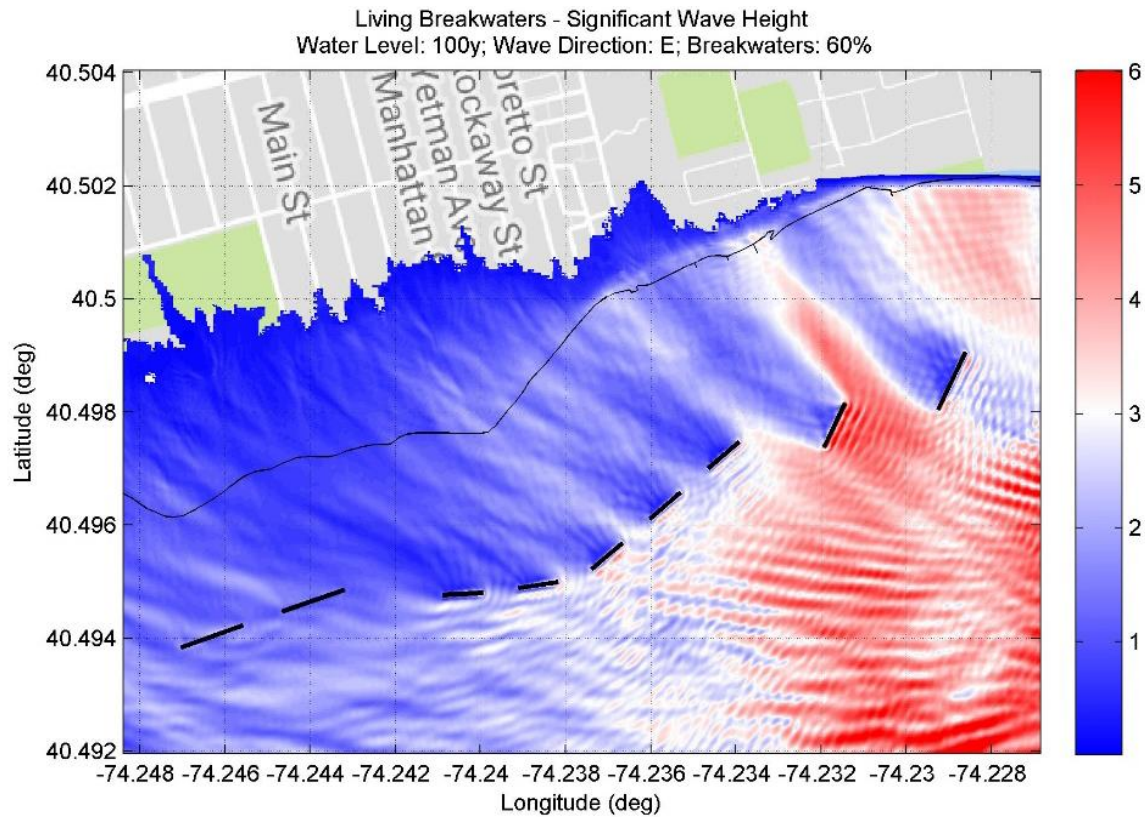 Living Breakwaters - Significant Wave Height
Water Level: 100y; Wave Direction: E; Breakwaters: 60%
40.504
40.502
40.5
40.498
40.496
40.494
40.492
Latitude (deg)
Main St
Manhattan
Yetman Av
ockaway St
oretto St
6
5
4
3
2
1
-74.248 -74.246 -74.244 -74.242 -74.24 -74.238 -74.236 -74.234 -74.232 -74.23 -74.228
Longitude (deg)